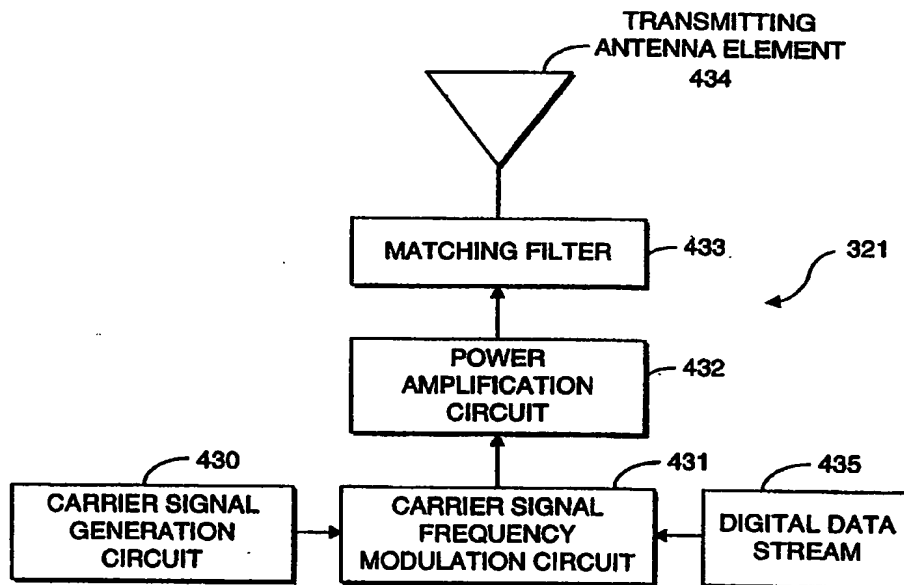 TRANSMITTING
ANTENNA ELEMENT
434
MATCHING FILTER
433
321
POWER
AMPLIFICATION
CIRCUIT
432
430
CARRIER SIGNAL
GENERATION
CIRCUIT
431
CARRIER SIGNAL
FREQUENCY
MODULATION CIRCUIT
435
DIGITAL DATA
STREAM